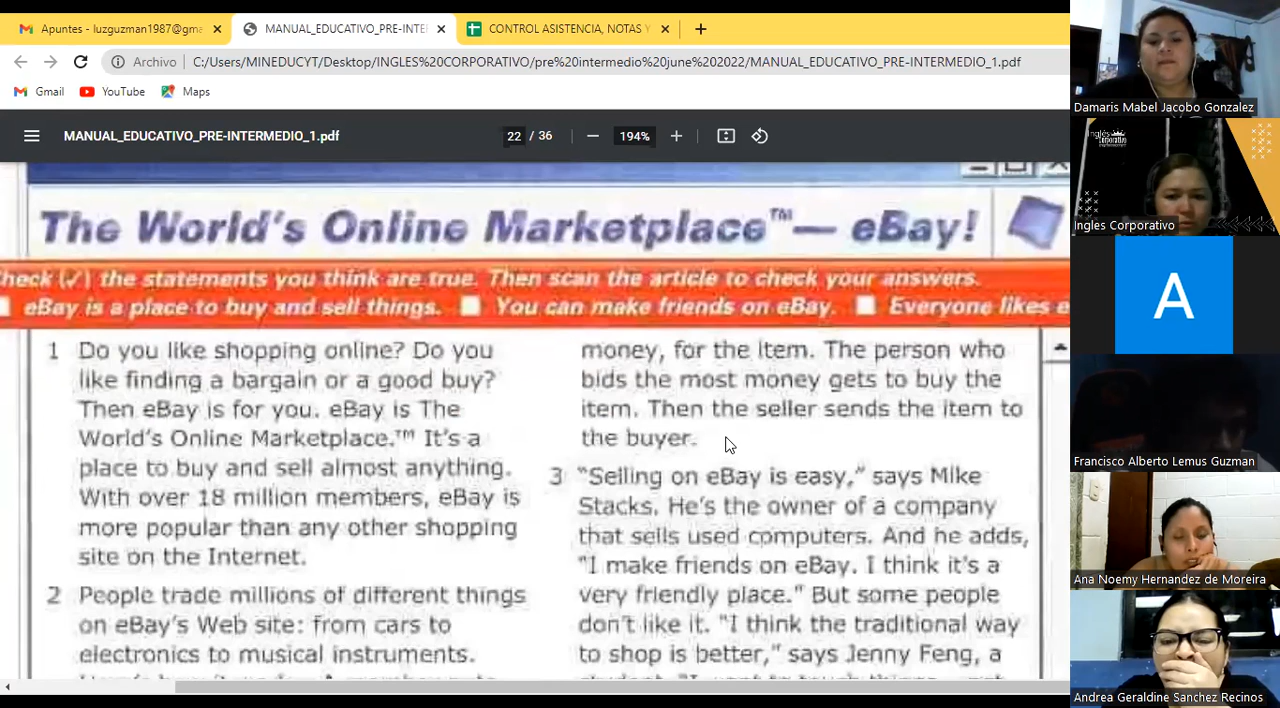 Apuntes - luzguzman1987@gma
MANUAL_EDUCATIVO_PRE-INTER
CONTROL ASISTENCIA, NOTAS Y
Archivo
C:/Users/MINEDUCYT/Desktop/INGLES%20CORPORATIVO/pre%20intermedio%20june%202022/MANUAL_EDUCATIVO_PRE-INTERMEDIO_1.pdf
Gmail
YouTube
Maps
MANUAL_EDUCATIVO_PRE-INTERMEDIO_1.pdf
22 / 36
194%
The World's Online Marketplace™— eBay!
Check (✓) the statements you think are true. Then scan the article to check your answers.
eBay is a place to buy and sell things. You can make friends on eBay. Everyone likes e
1 Do you like shopping online? Do you
like finding a bargain or a good buy?
Then eBay is for you. eBay is The
World's Online Marketplace.™ It's a
place to buy and sell almost anything.
With over 18 million members, eBay is
more popular than any other shopping
site on the Internet.
2 People trade millions of different things
on eBay's Web site: from cars to
electronics to musical instruments.
money, for the item. The person who
bids the most money gets to buy the
item. Then the seller sends the item to
the buyer.
3 "Selling on eBay is easy," says Mike
Stacks. He's the owner of a company
that sells used computers. And he adds,
"I make friends on eBay. I think it's a
very friendly place." But some people
don't like it. "I think the traditional way
to shop is better," says Jenny Feng, a
Damaris Mabel Jacobo Gonzalez
Inglés
Corporativo
Ingles Corporativo
A
Francisco Alberto Lemus Guzman
Ana Noemy Hernandez de Moreira
Andrea Geraldine Sanchez Recinos